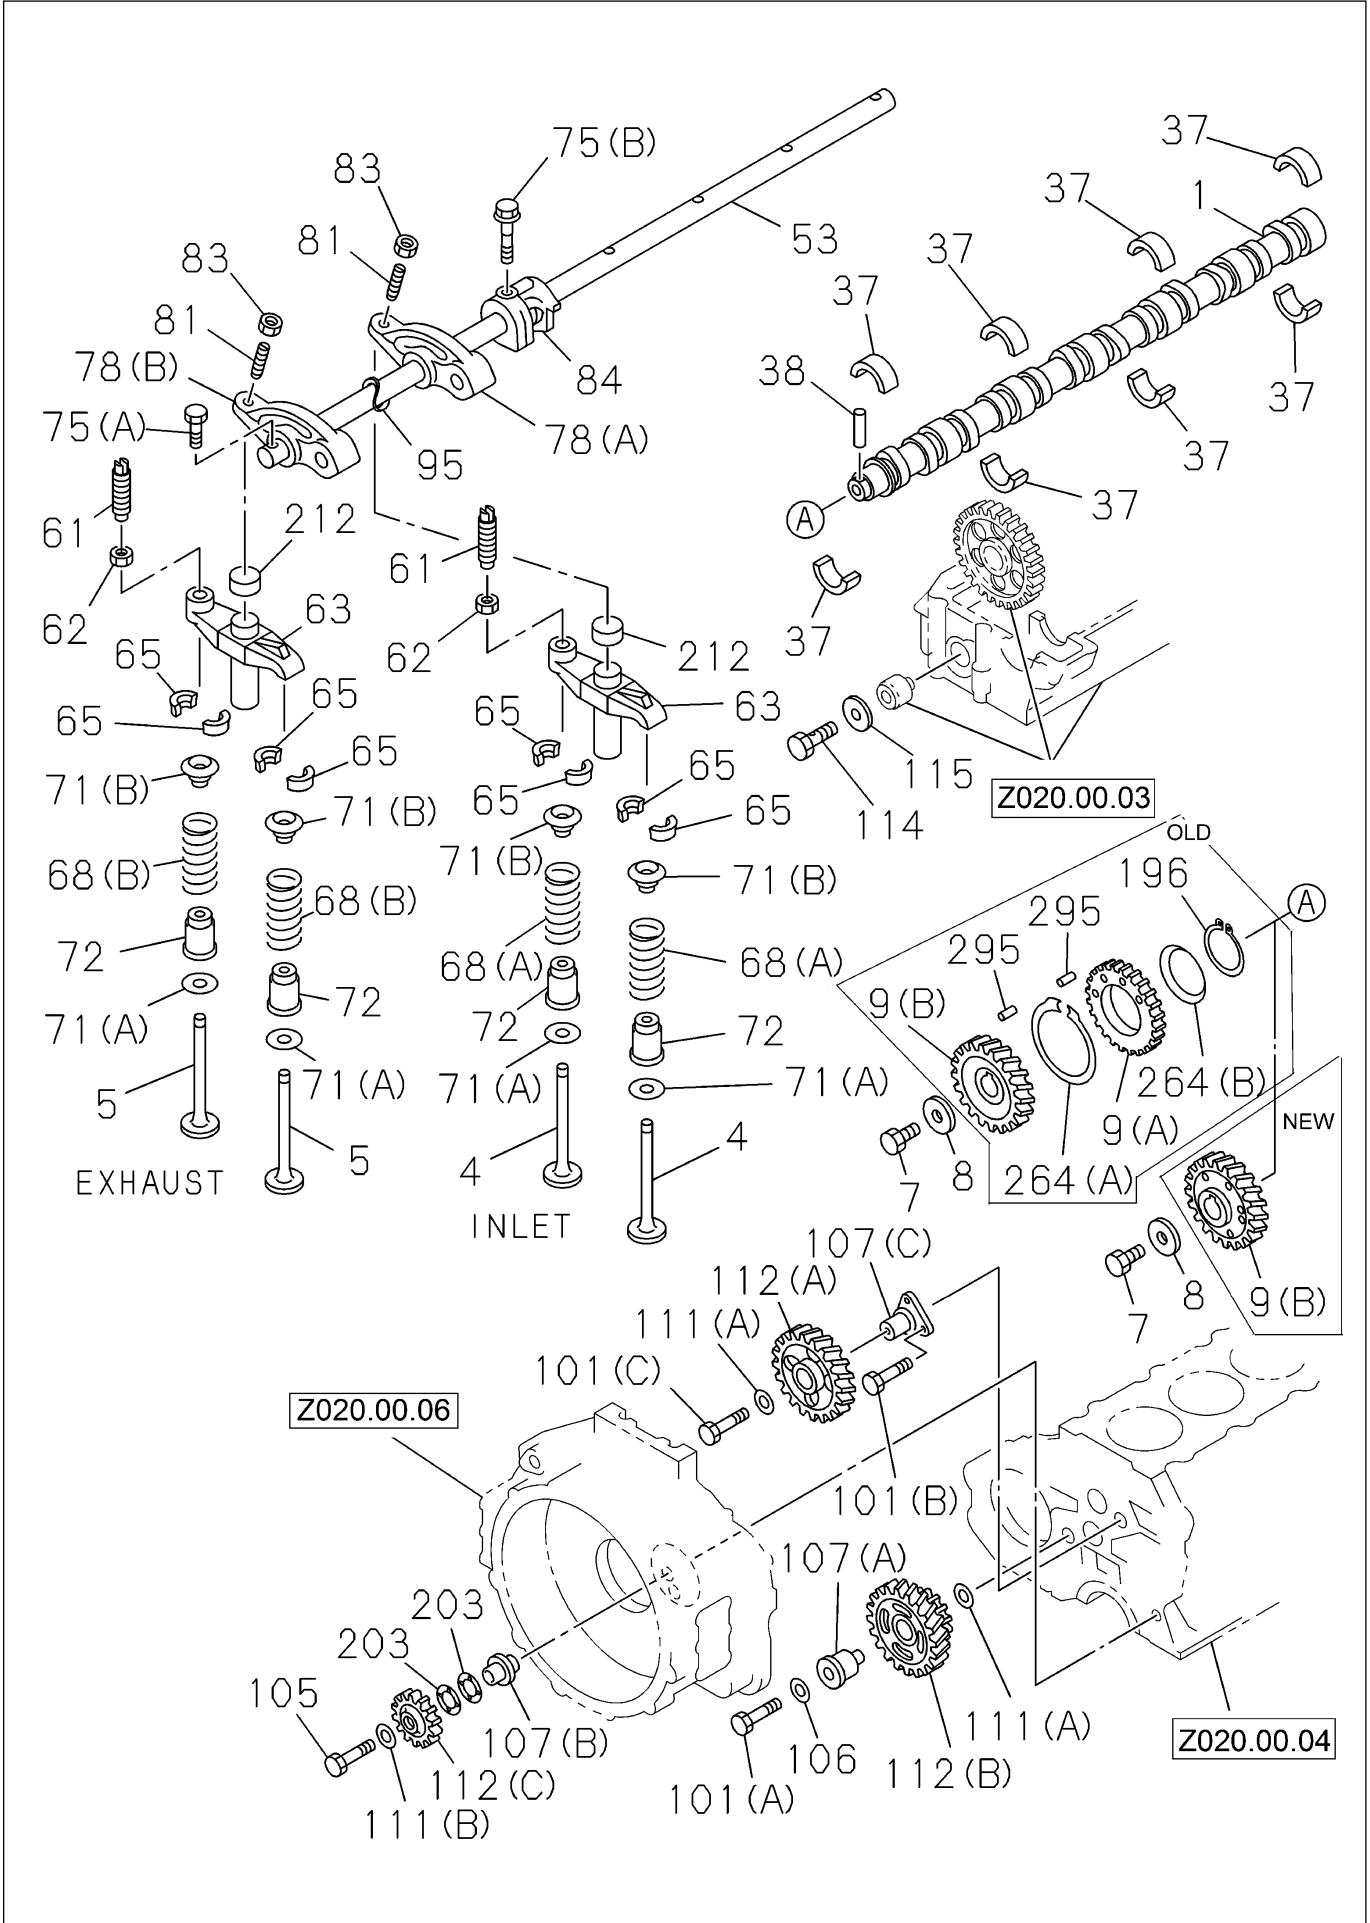 75(B)
37
83
37
1
81
53
37
83
37
81
38
84
37
78(B)
37
75(A)
78(A)
37
95
37
212
A
61
61
63
62
37
65
62
212
65
65
63
65
65
65
115
71(B)
65
65
Z020.00.03
71(B)
114
OLD
71(B)
68(B)
71(B)
196
A
68(B)
295
72
68(A)
68(A)
295
72
72
9(B)
72
71(A)
71(A)
71(A)
71(A)
264(B)
5
9(A)
NEW
5
4
4
8
264(A)
EXHAUST
7
INLET
107(C)
112(A)
8
9(B)
111(A)
7
101(C)
Z020.00.06
101(B)
107(A)
203
203
105
107(B)
111(A)
Z020.00.04
106
112(C)
112(B)
101(A)
111(B)